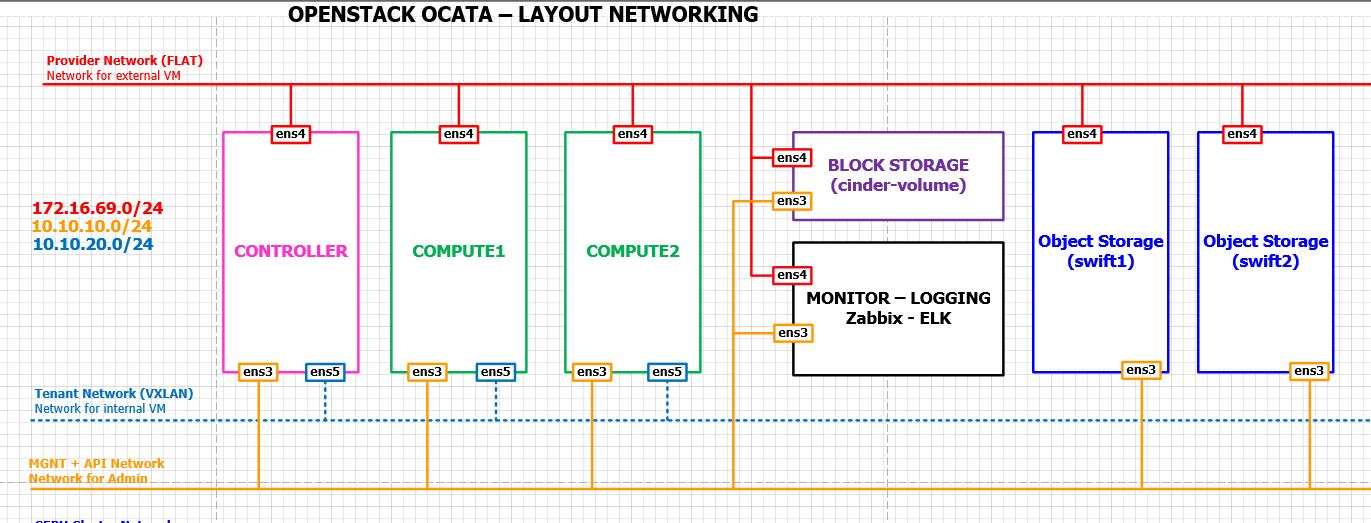 OPENSTACK OCATA – LAYOUT NETWORKING
Provider Network (FLAT)
Network for external VM
ens4
ens4
ens4
ens4
ens4
ens4
BLOCK STORAGE
(cinder-volume)
ens3
172.16.69.0/24
10.10.10.0/24
10.10.20.0/24
CONTROLLER
COMPUTE1
COMPUTE2
Object Storage
(swift1)
Object Storage
(swift2)
ens4
MONITOR – LOGGING
Zabbix - ELK
ens3
ens3
ens5
ens3
ens5
ens3
ens5
ens3
ens3
Tenant Network (VXLAN)
Network for internal VM
MGNT + API Network
Network for Admin